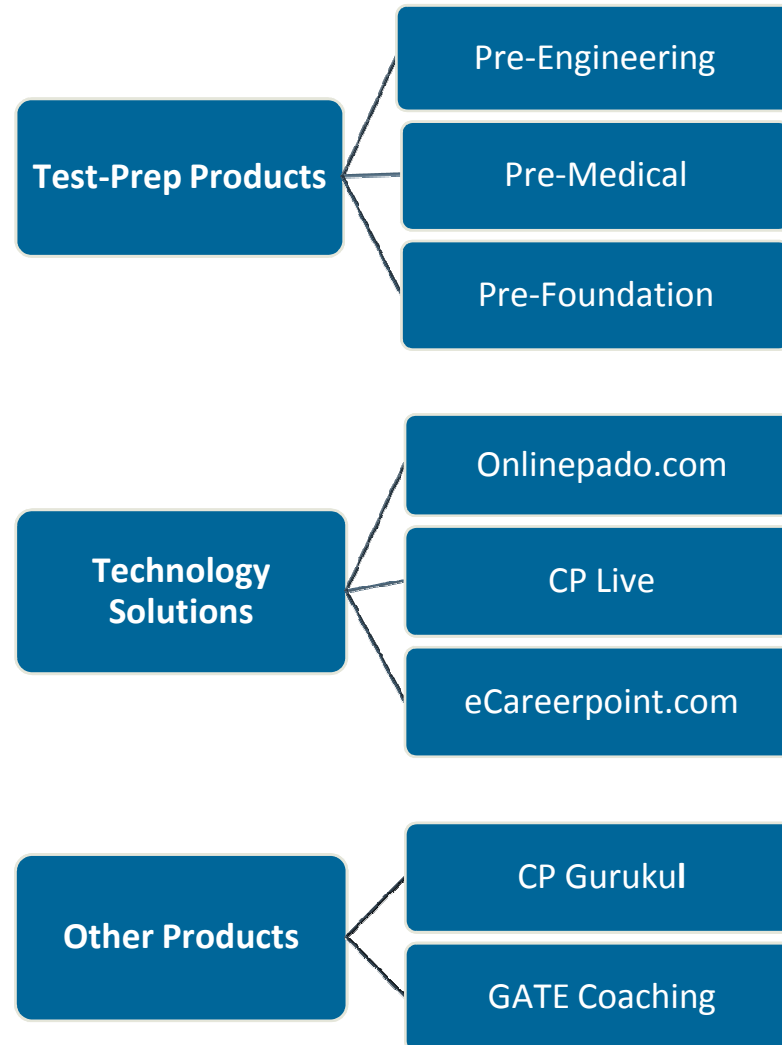 Test-Prep Products
Pre-Engineering
Pre-Medical
Pre-Foundation
Technology
Solutions
Onlinepado.com
CP Live
eCareerpoint.com
Other Products
CP Gurukul
GATE Coaching